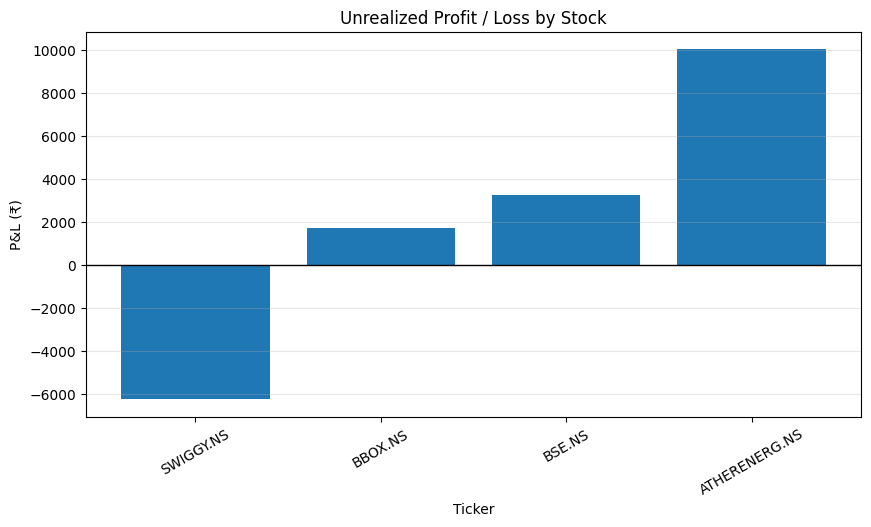 Unrealized Profit / Loss by Stock
P&L (₹)
10000
8000
6000
4000
2000
0
−2000
−4000
−6000
SWIGGY.NS
BBOX.NS
BSE.NS
ATHERENERG.NS
Ticker